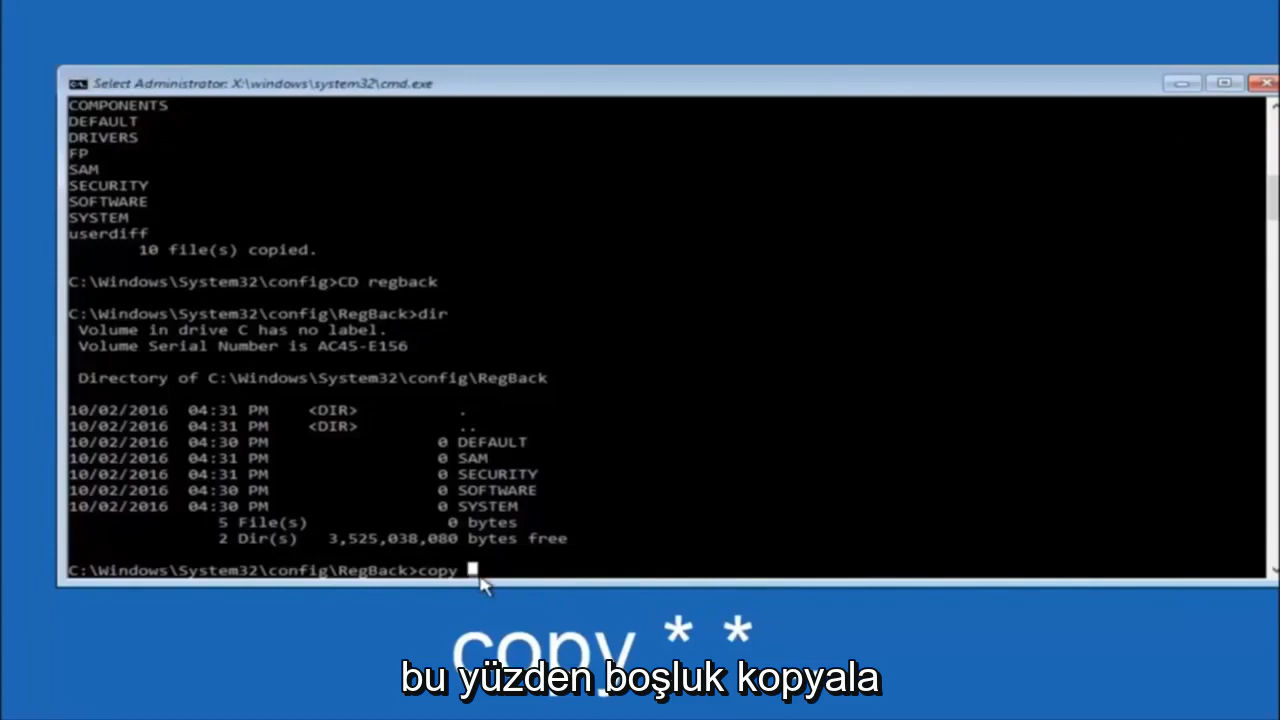 Select Administrator: X:\windows\system32\cmd.exe
COMPONENTS
DEFAULT
DRIVERS
FP
SAM
SECURITY
SOFTWARE
SYSTEM
userdiff
10 file(s) copied.
C:\Windows\System32\config>CD regback
C:\Windows\System32\config\RegBack>dir
Volume in drive C has no label.
Volume Serial Number is AC45-E156
Directory of C:\Windows\System32\config\RegBack
10/02/2016 04:31 PM <DIR> .
10/02/2016 04:31 PM <DIR> ..
10/02/2016 04:30 PM 0 DEFAULT
10/02/2016 04:31 PM 0 SAM
10/02/2016 04:31 PM 0 SECURITY
10/02/2016 04:30 PM 0 SOFTWARE
10/02/2016 04:30 PM 0 SYSTEM
5 File(s) 0 bytes
2 Dir(s) 3,525,038,080 bytes free
C:\Windows\System32\config\RegBack>copy
copy * *
bu yüzden boşluk kopyala